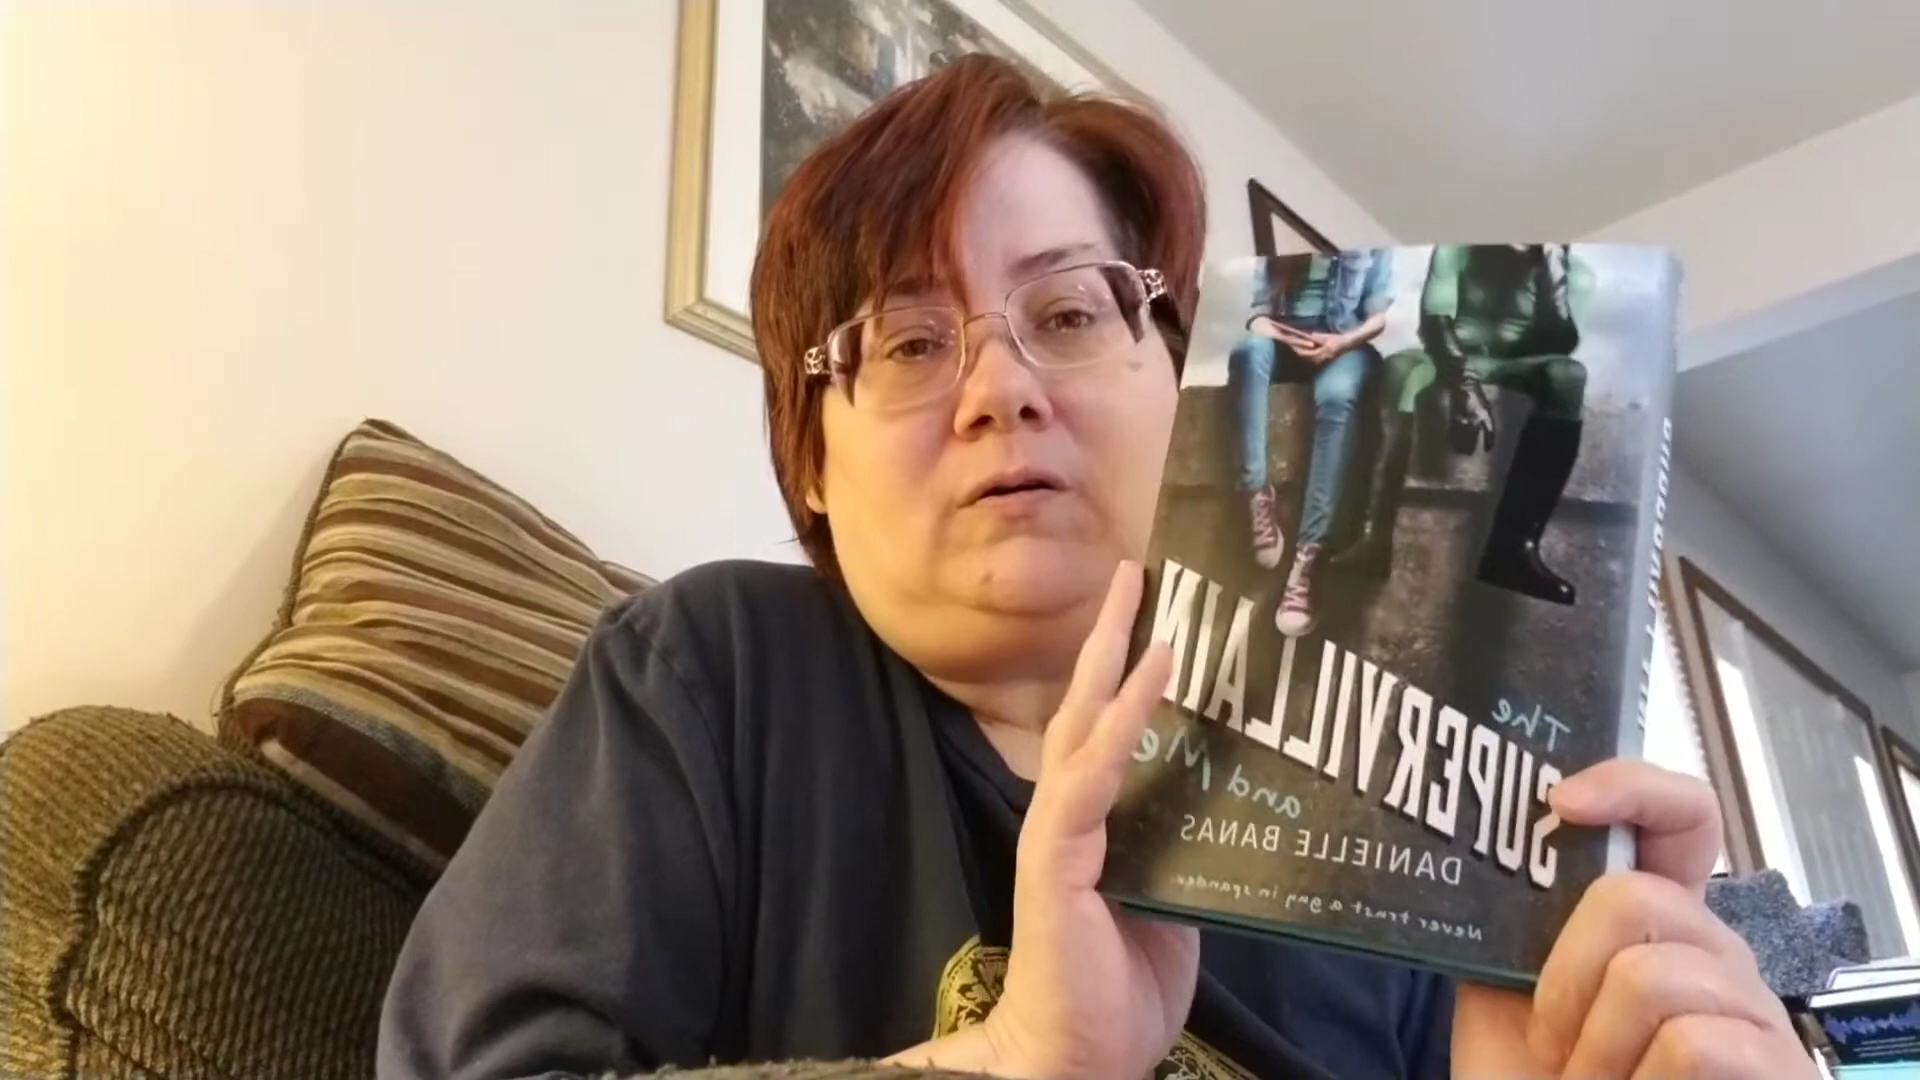 The
SUPERVILLAIN
and Me
DANIELLE BANAS
Never trust a guy in spandex.